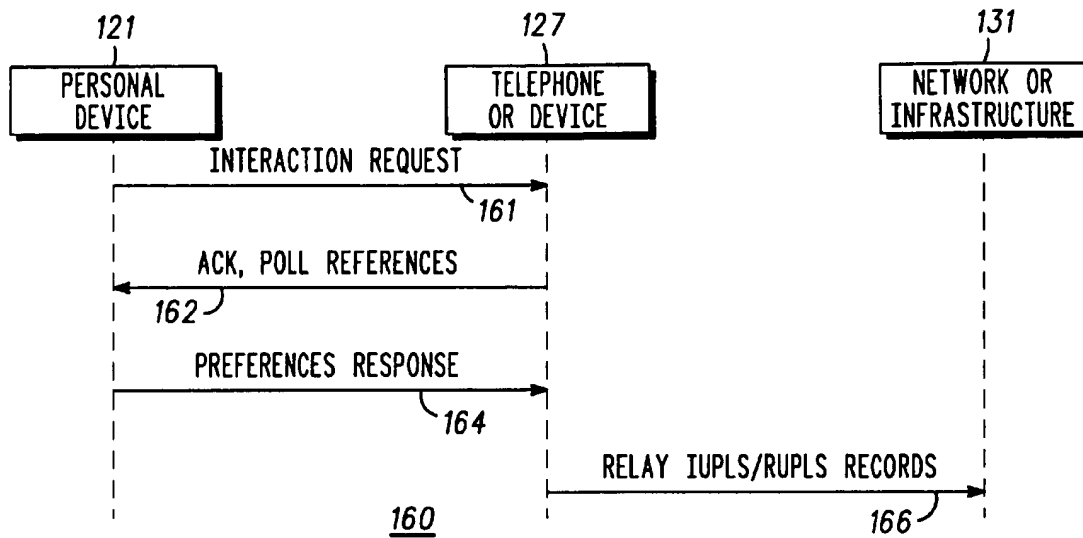 121
127
131
PERSONAL
DEVICE
TELEPHONE
OR DEVICE
NETWORK OR
INFRASTRUCTURE
INTERACTION REQUEST
161
ACK, POLL REFERENCES
162
PREFERENCES RESPONSE
164
RELAY IUPLS/RUPLS RECORDS
166
160